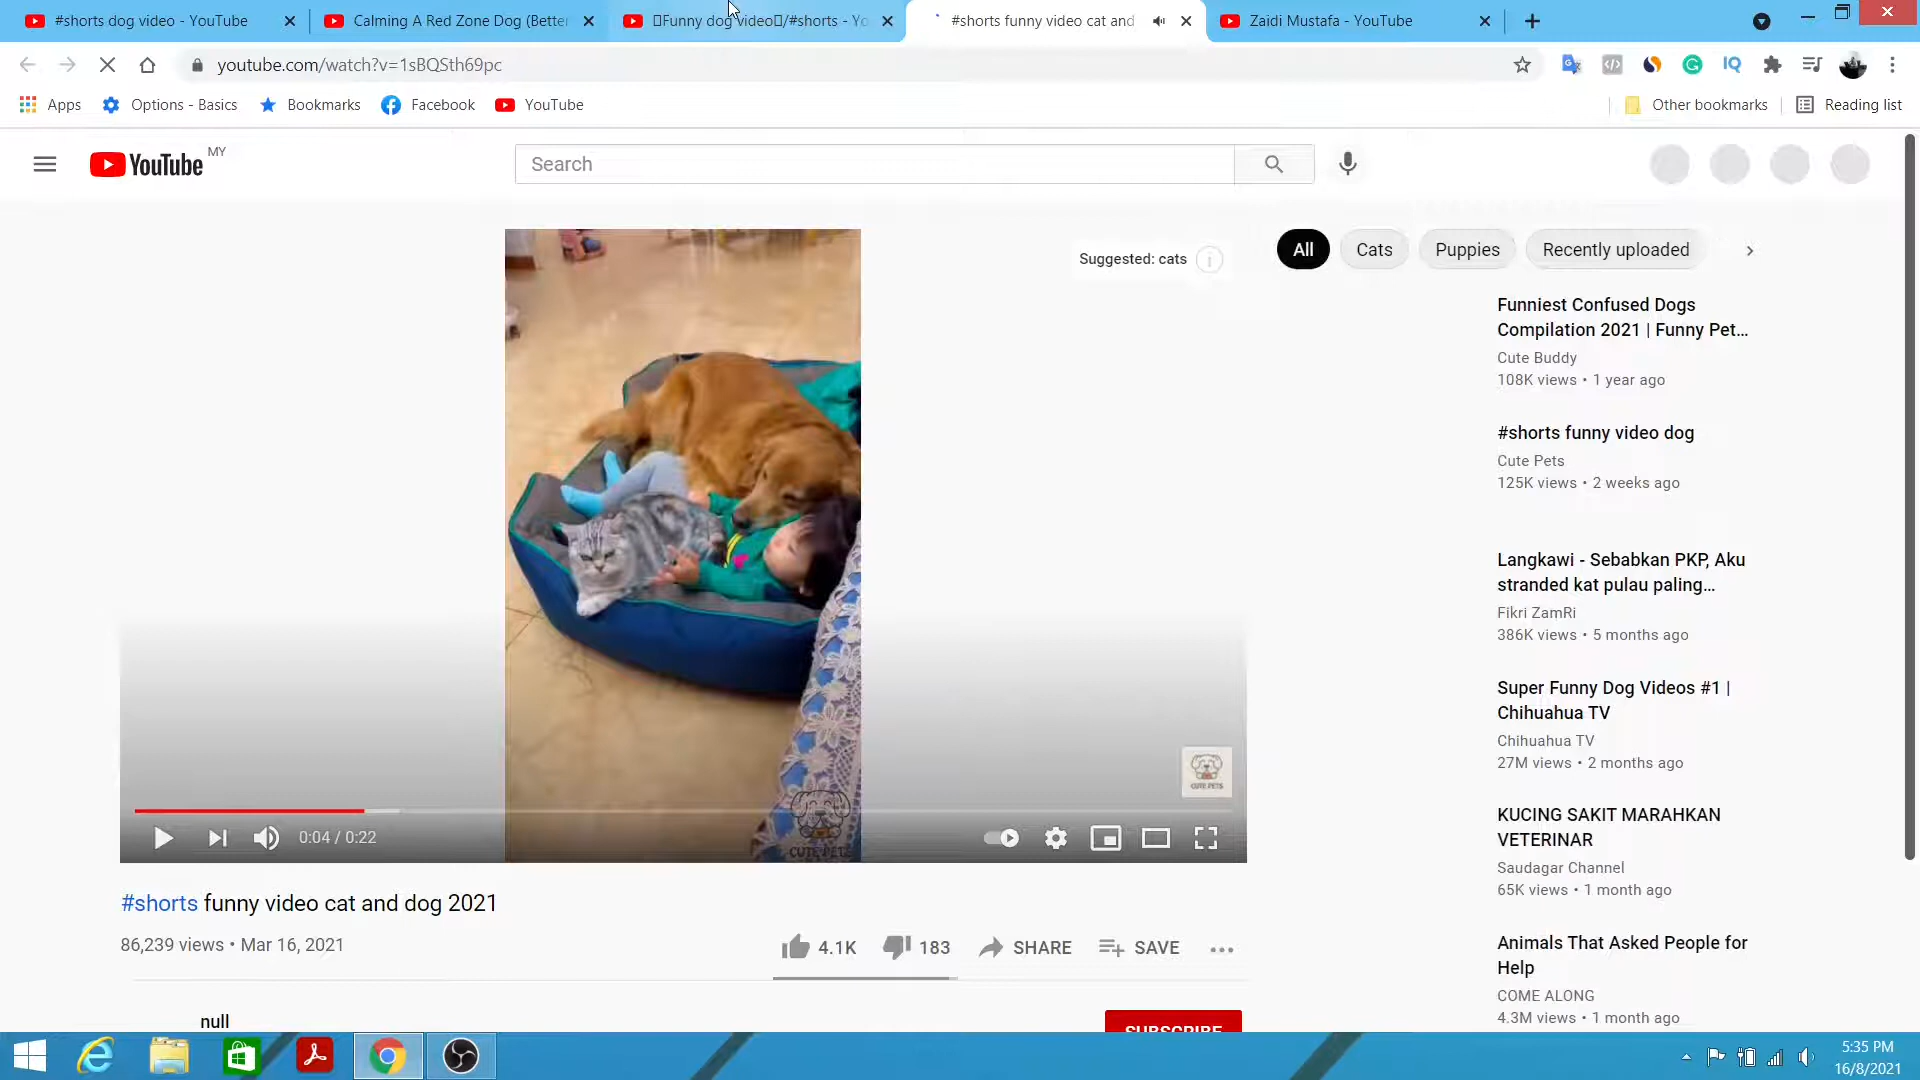 #shorts dog video - YouTube
Calming A Red Zone Dog (Better
Funny dog video/#shorts - Yo
#shorts funny video cat and
Zaidi Mustafa - YouTube
youtube.com/watch?v=1sBQSth69pc
Apps
Options - Basics
Bookmarks
Facebook
YouTube
Other bookmarks
Reading list
YouTube MY
Search
Suggested: cats
All
Cats
Puppies
Recently uploaded
Funniest Confused Dogs
Compilation 2021 | Funny Pet...
Cute Buddy
108K views • 1 year ago
#shorts funny video dog
Cute Pets
125K views • 2 weeks ago
Langkawi - Sebabkan PKP, Aku
stranded kat pulau paling...
Fikri ZamRi
386K views • 5 months ago
Super Funny Dog Videos #1 |
Chihuahua TV
Chihuahua TV
27M views • 2 months ago
KUCING SAKIT MARAHKAN
VETERINAR
Saudagar Channel
65K views • 1 month ago
Animals That Asked People for
Help
COME ALONG
4.3M views • 1 month ago
CUTE PETS
CUTE PETS
0:04 / 0:22
#shorts funny video cat and dog 2021
86,239 views • Mar 16, 2021
4.1K
183
SHARE
SAVE
null
SUBSCRIBE
5:35 PM
16/8/2021